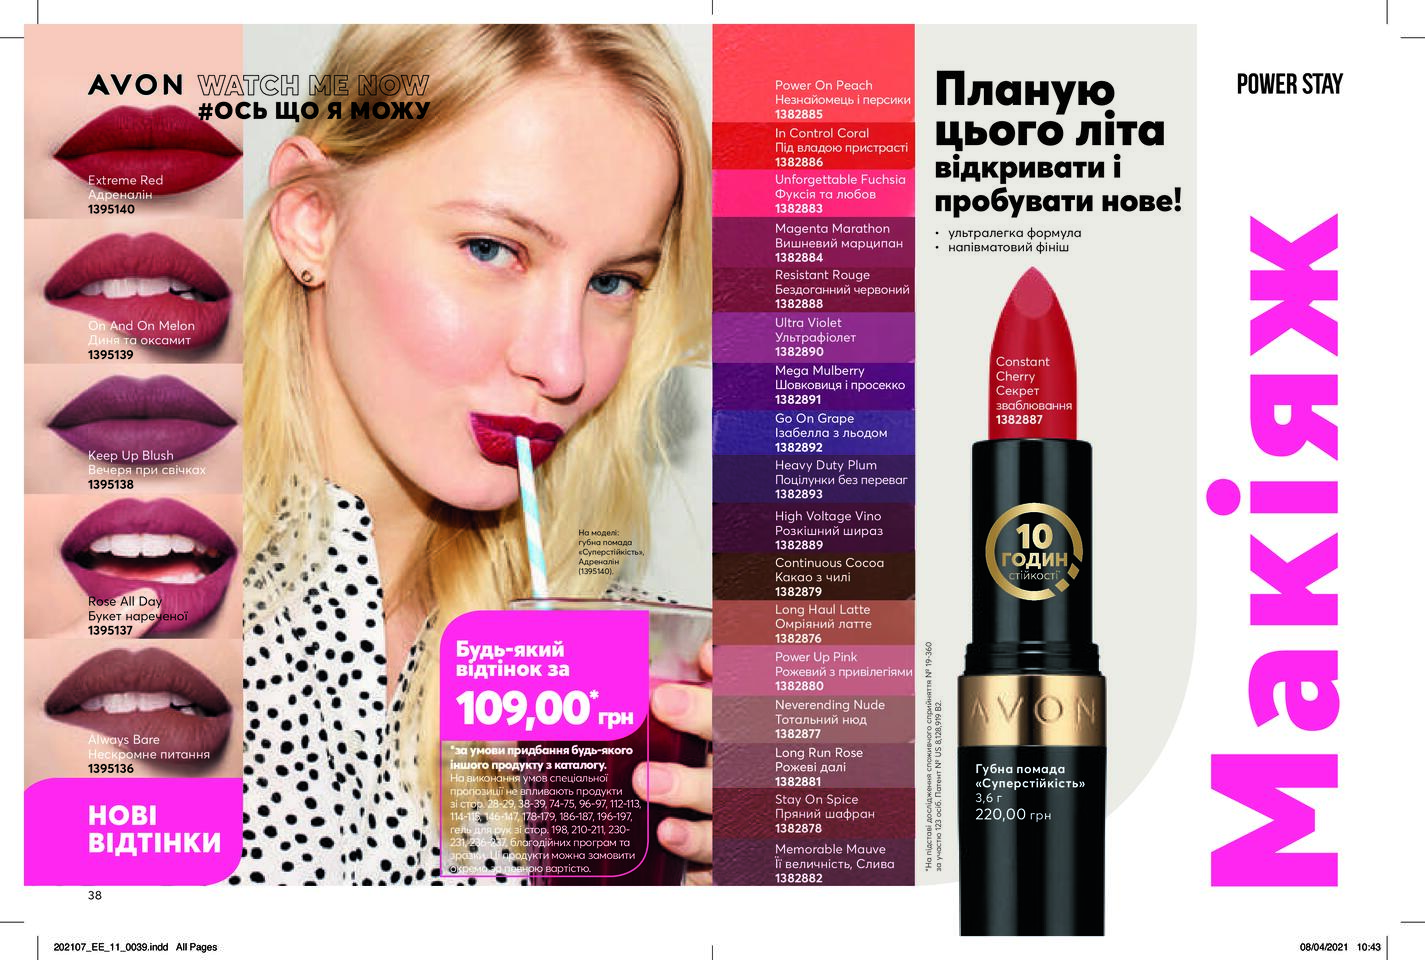 AVON WATCH ME NOW
#ОСЬ ЩО Я МОЖУ
Extreme Red
Адреналін
1395140
On And On Melon
Диня та оксамит
1395139
Keep Up Blush
Вечеря при свічках
1395138
Rose All Day
Букет нареченої
1395137
Always Bare
Нескромне питання
1395136
НОВІ
ВІДТІНКИ
38
На моделі:
губна помада
«Суперстійкість»,
Адреналін
(1395140).
Будь-який
відтінок за
109,00*грн
*за умови придбання будь-якого
іншого продукту з каталогу.
На виконання умов спеціальної
пропозиції не впливають продукти
зі стор. 28-29, 38-39, 74-75, 96-97, 112-113,
114-115, 146-147, 178-179, 186-187, 196-197,
гель для рук зі стор. 198, 210-211, 230-
231, 236-237, благодійних програм та
зразки. Ці продукти можна замовити
окремо за повною вартістю.
Power On Peach
Незнайомець і персики
1382885
In Control Coral
Під владою пристрасті
1382886
Unforgettable Fuchsia
Фуксія та любов
1382883
Magenta Marathon
Вишневий марципан
1382884
Resistant Rouge
Бездоганний червоний
1382888
Ultra Violet
Ультрафіолет
1382890
Mega Mulberry
Шовковиця і просекко
1382891
Go On Grape
Ізабелла з льодом
1382892
Heavy Duty Plum
Поцілунки без переваг
1382893
High Voltage Vino
Розкішний шираз
1382889
Continuous Cocoa
Какао з чилі
1382879
Long Haul Latte
Омріяний латте
1382876
Power Up Pink
Рожевий з привілегіями
1382880
Neverending Nude
Тотальний нюд
1382877
Long Run Rose
Рожеві далі
1382881
Stay On Spice
Пряний шафран
1382878
Memorable Mauve
Її величність, Слива
1382882
Планую
цього літа
відкривати і
пробувати нове!
• ультралегка формула
• напівматовий фініш
Constant
Cherry
Секрет
зваблювання
1382887
10
ГОДИН
СТІЙКОСТІ*
AVON
Губна помада
«Суперстійкість»
3,6 г
220,00 грн
*На підставі дослідження споживчого сприйняття № 19-360
за участю 123 осіб. Патент № US 8,128,919 B2.
POWER STAY
Макіяж
202107_EE_11_0039.indd All Pages
08/04/2021 10:43